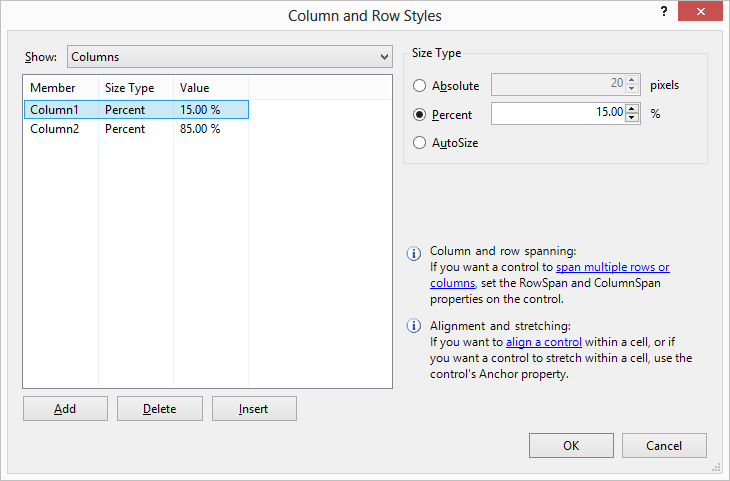 Column and Row Styles
?
Show: Columns
Member Size Type Value
Column1 Percent 15.00 %
Column2 Percent 85.00 %
Add Delete Insert
Size Type
Absolute 20 pixels
Percent 15.00 %
AutoSize
Column and row spanning:
If you want a control to span multiple rows or
columns, set the RowSpan and ColumnSpan
properties on the control.
Alignment and stretching:
If you want to align a control within a cell, or if
you want a control to stretch within a cell, use the
control's Anchor property.
OK Cancel